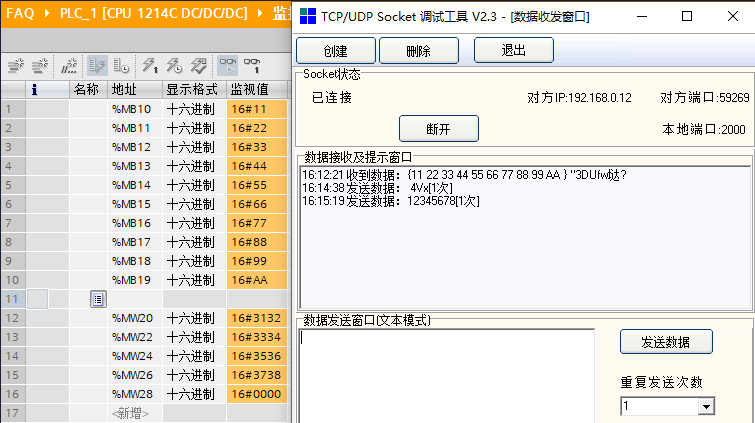 FAQ ▸ PLC_1 [CPU 1214C DC/DC/DC] ▸ 监
i 名称 地址 显示格式 监视值
1 %MB10 十六进制 16#11
2 %MB11 十六进制 16#22
3 %MB12 十六进制 16#33
4 %MB13 十六进制 16#44
5 %MB14 十六进制 16#55
6 %MB15 十六进制 16#66
7 %MB16 十六进制 16#77
8 %MB17 十六进制 16#88
9 %MB18 十六进制 16#99
10 %MB19 十六进制 16#AA
11
12 %MW20 十六进制 16#3132
13 %MW22 十六进制 16#3334
14 %MW24 十六进制 16#3536
15 %MW26 十六进制 16#3738
16 %MW28 十六进制 16#0000
17 <新增>
TCP/UDP Socket 调试工具 V2.3 - [数据收发窗口]
创建 删除 退出
Socket状态
已连接 对方IP:192.168.0.12 对方端口:59269
断开 本地端口:2000
数据接收及提示窗口
16:12:21 收到数据：{11 22 33 44 55 66 77 88 99 AA } "3DUfw坘?
16:14:38 发送数据： 4Vx[1次]
16:15:19 发送数据：12345678[1次]
数据发送窗口(文本模式)
发送数据
重复发送次数
1